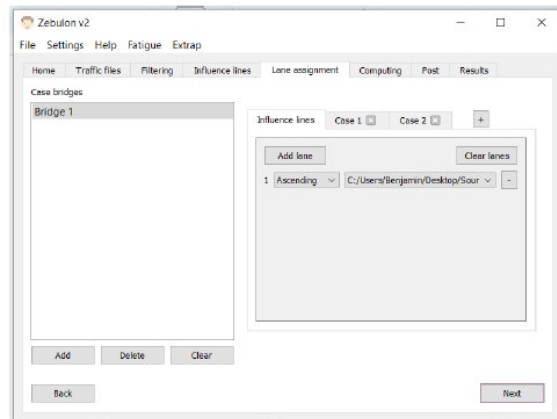 Zebulon v2
File Settings Help Fatigue Extrap
Home Traffic files Filtering Influence lines Lane assignment Computing Post Results
Case bridges
Bridge 1
Influence lines Case 1 Case 2 +
Add lane Clear lanes
1 Ascending C:/Users/Benjamin/Desktop/Sour -
Add Delete Clear
Back Next